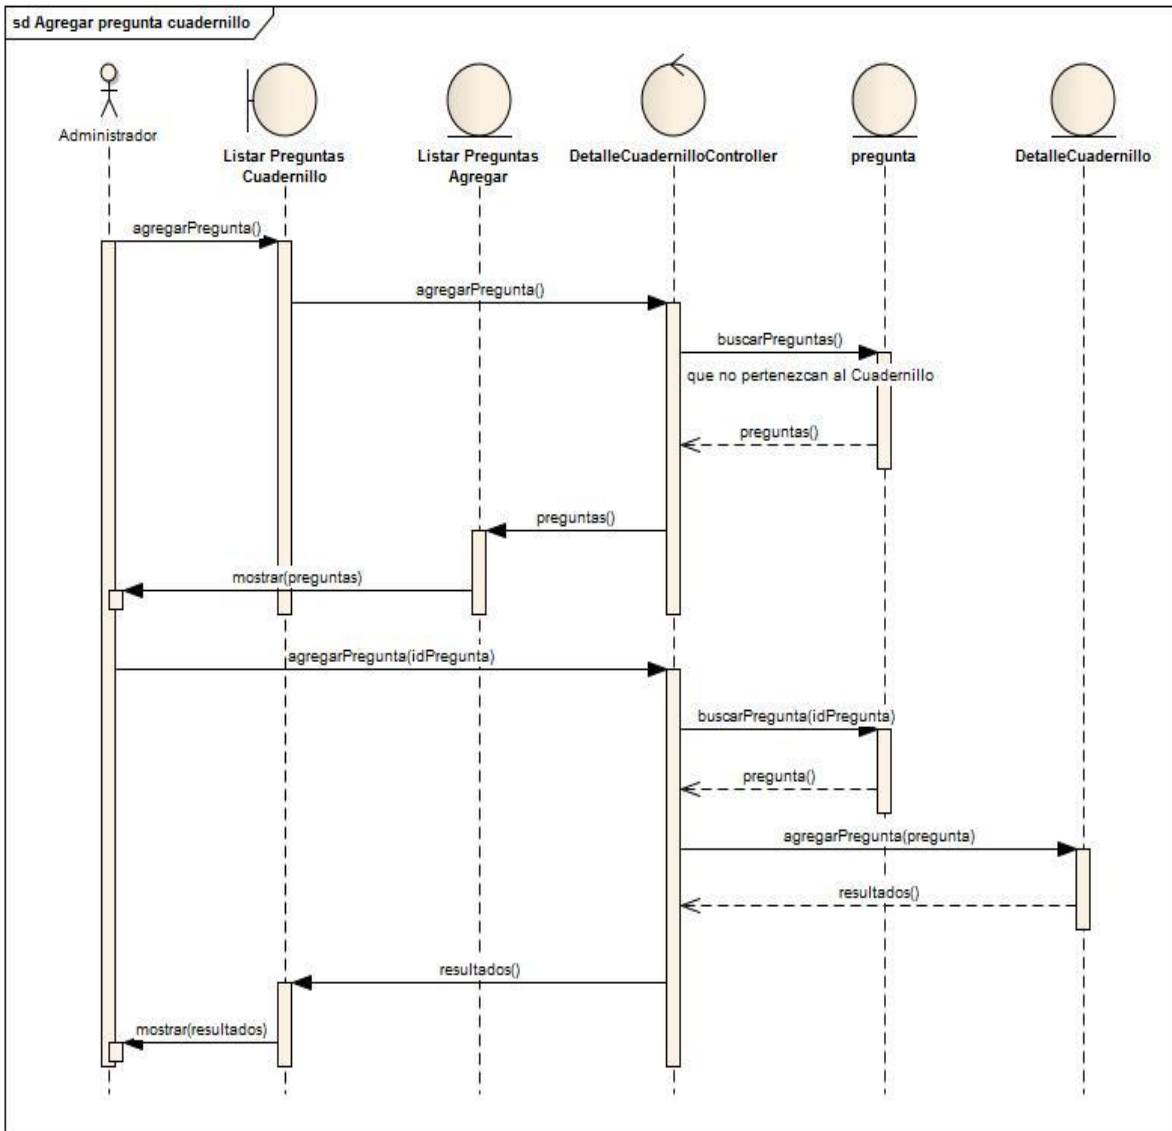 sd Agregar pregunta cuadernillo
Administrador
Listar Preguntas
Cuadernillo
Listar Preguntas
Agregar
DetalleCuadernilloController
pregunta
DetalleCuadernillo
agregarPregunta()
agregarPregunta()
buscarPreguntas()
que no pertenezcan al Cuadernillo
preguntas()
preguntas()
mostrar(preguntas)
agregarPregunta(idPregunta)
buscarPregunta(idPregunta)
pregunta()
agregarPregunta(pregunta)
resultados()
resultados()
mostrar(resultados)